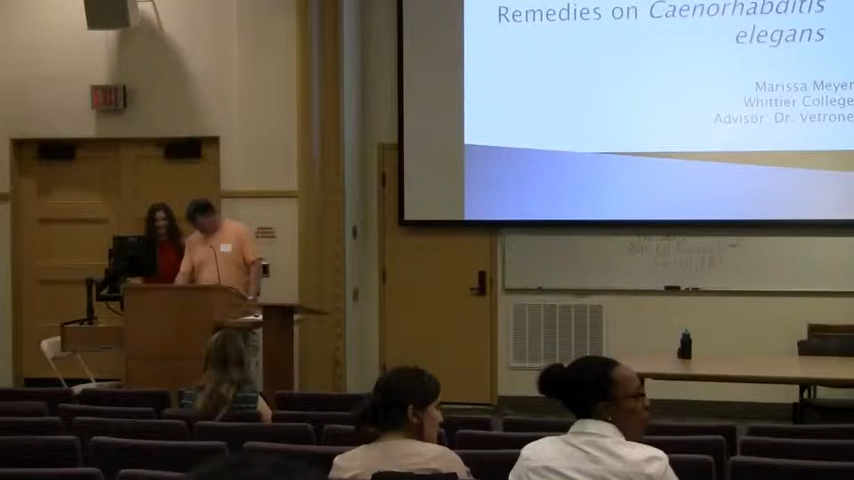 Remedies on Caenorhabditis
elegans
Marissa Meyer
Whittier College
Advisor: Dr. Vetrone
EXIT